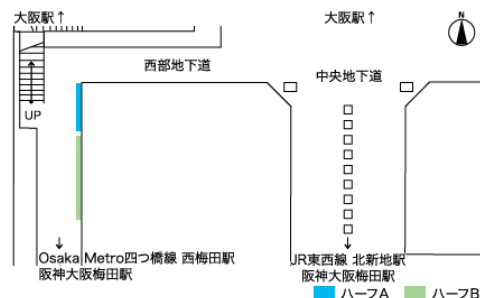 大阪駅↑
大阪駅↑
N
西部地下道
中央地下道
UP
↓
Osaka Metro四つ橋線 西梅田駅
阪神大阪梅田駅
↓
JR東西線 北新地駅
阪神大阪梅田駅
ハーフA
ハーフB